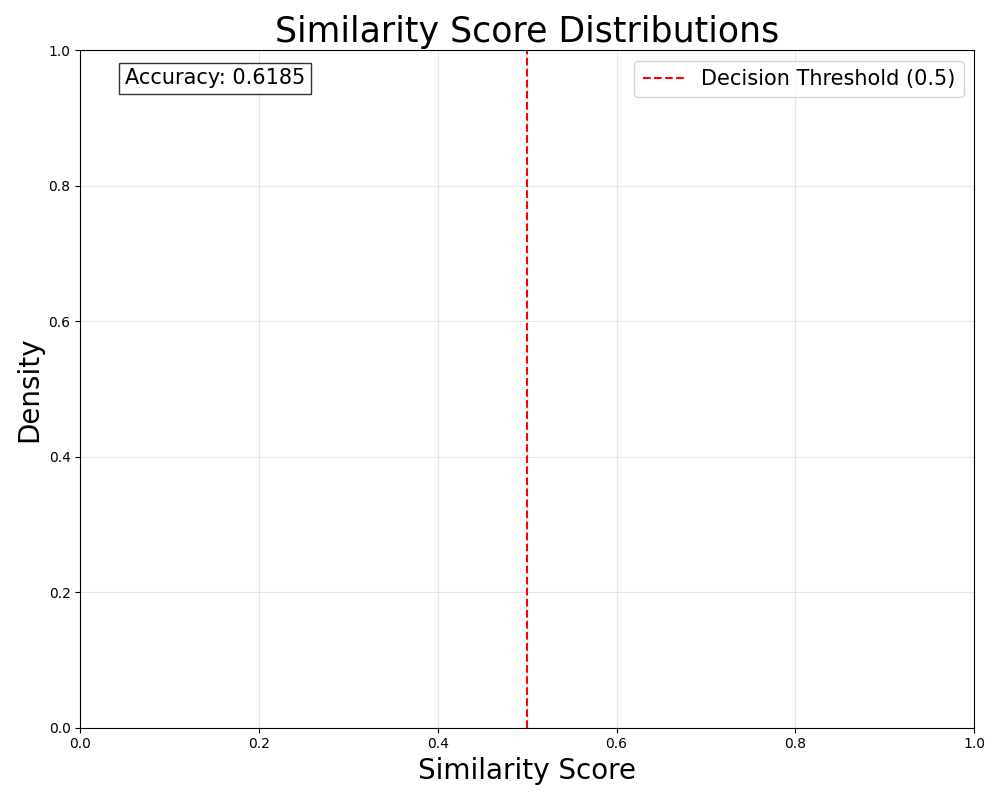 Similarity Score Distributions
Accuracy: 0.6185
Decision Threshold (0.5)
Density
1.0
0.8
0.6
0.4
0.2
0.0
0.0 0.2 0.4 0.6 0.8 1.0
Similarity Score